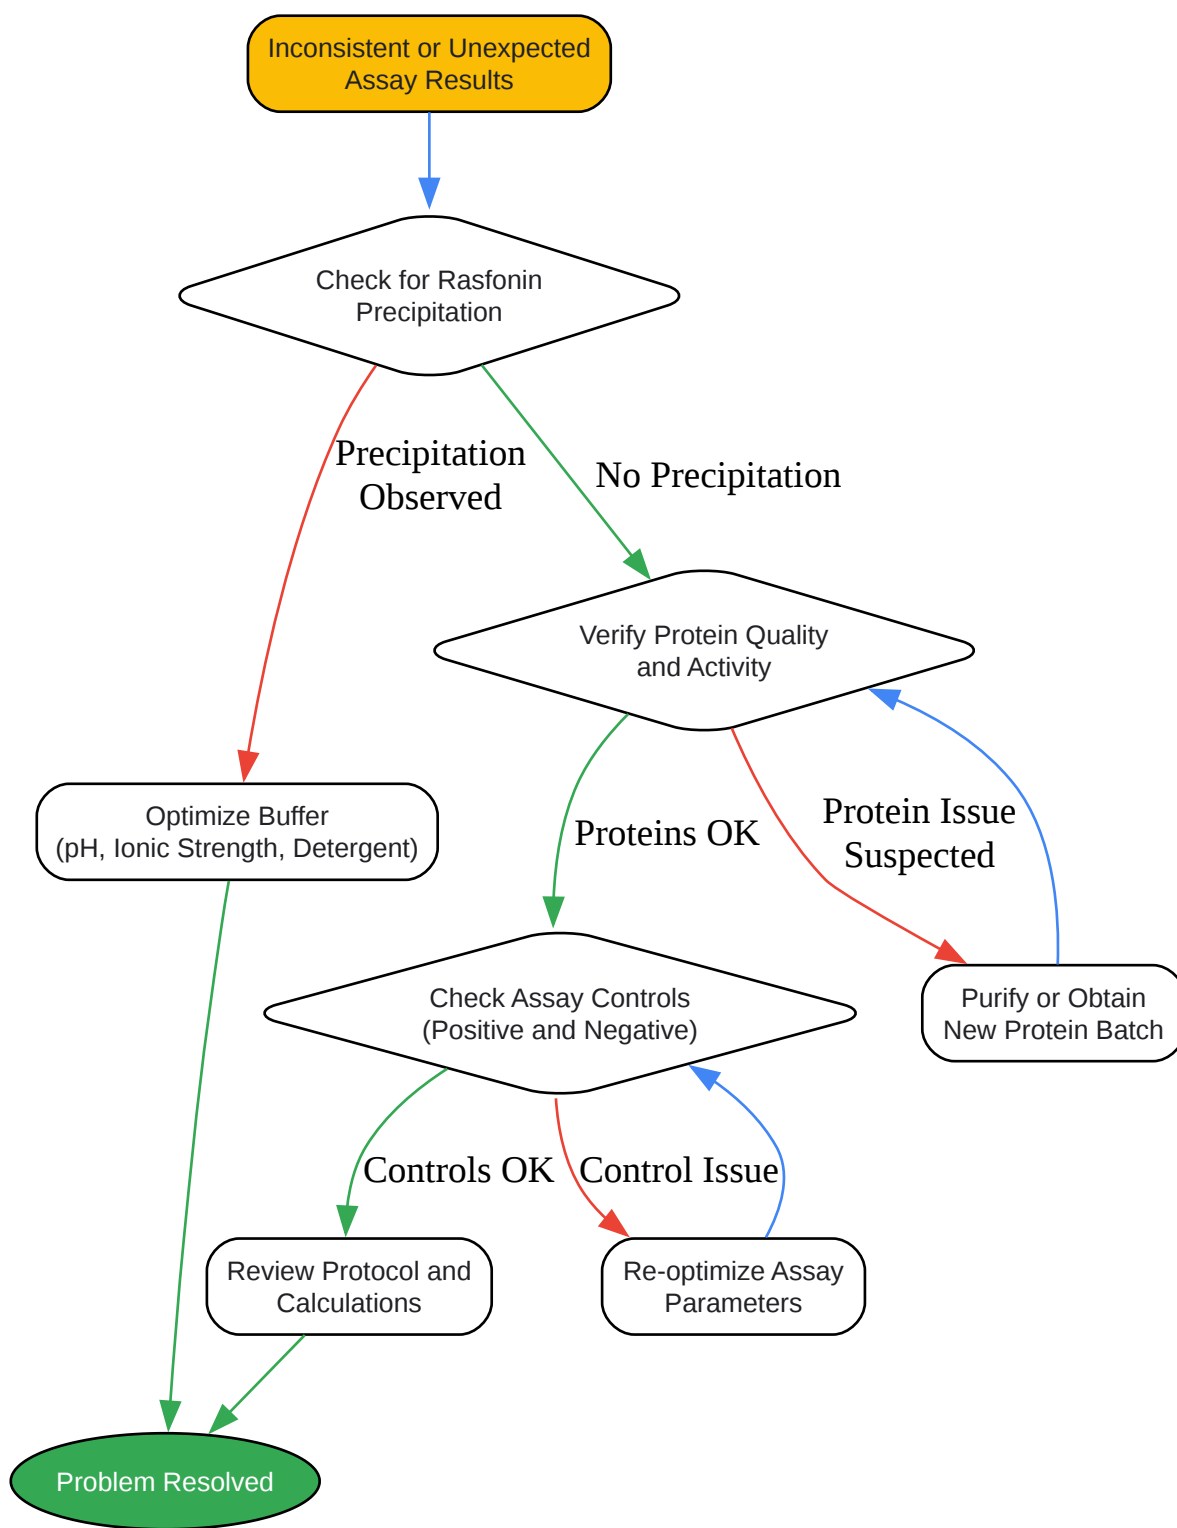 Inconsistent or Unexpected
Assay Results
Check for Rasfonin
Precipitation
Precipitation
Observed
No Precipitation
Verify Protein Quality
and Activity
Optimize Buffer
(pH, Ionic Strength, Detergent)
Proteins OK
Protein Issue
Suspected
Check Assay Controls
(Positive and Negative)
Purify or Obtain
New Protein Batch
Controls OK
Control Issue
Review Protocol and
Calculations
Re-optimize Assay
Parameters
Problem Resolved